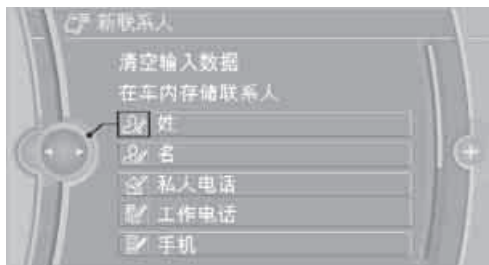 新联系人
清空输入数据
在车内存储联系人
姓
名
私人电话
工作电话
手机